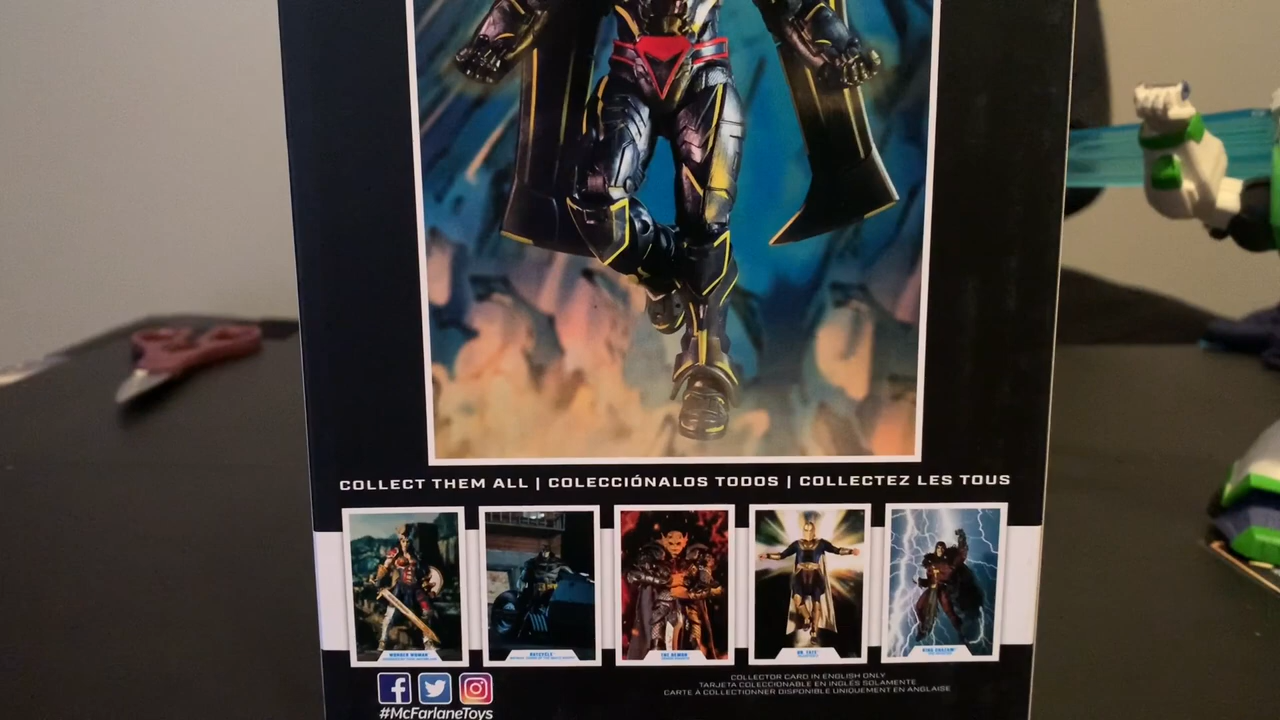 COLLECT THEM ALL | COLECCIÓNALOS TODOS | COLLECTEZ LES TOUS
WONDER WOMAN
BATCYCLE
THE DEMON
DR. FATE
KING SHAZAM!
COLLECTOR CARD IN ENGLISH ONLY
TARJETA COLECCIONABLE EN INGLÉS SOLAMENTE
CARTE À COLLECTIONNER DISPONIBLE UNIQUEMENT EN ANGLAISE
#McFarlaneToys